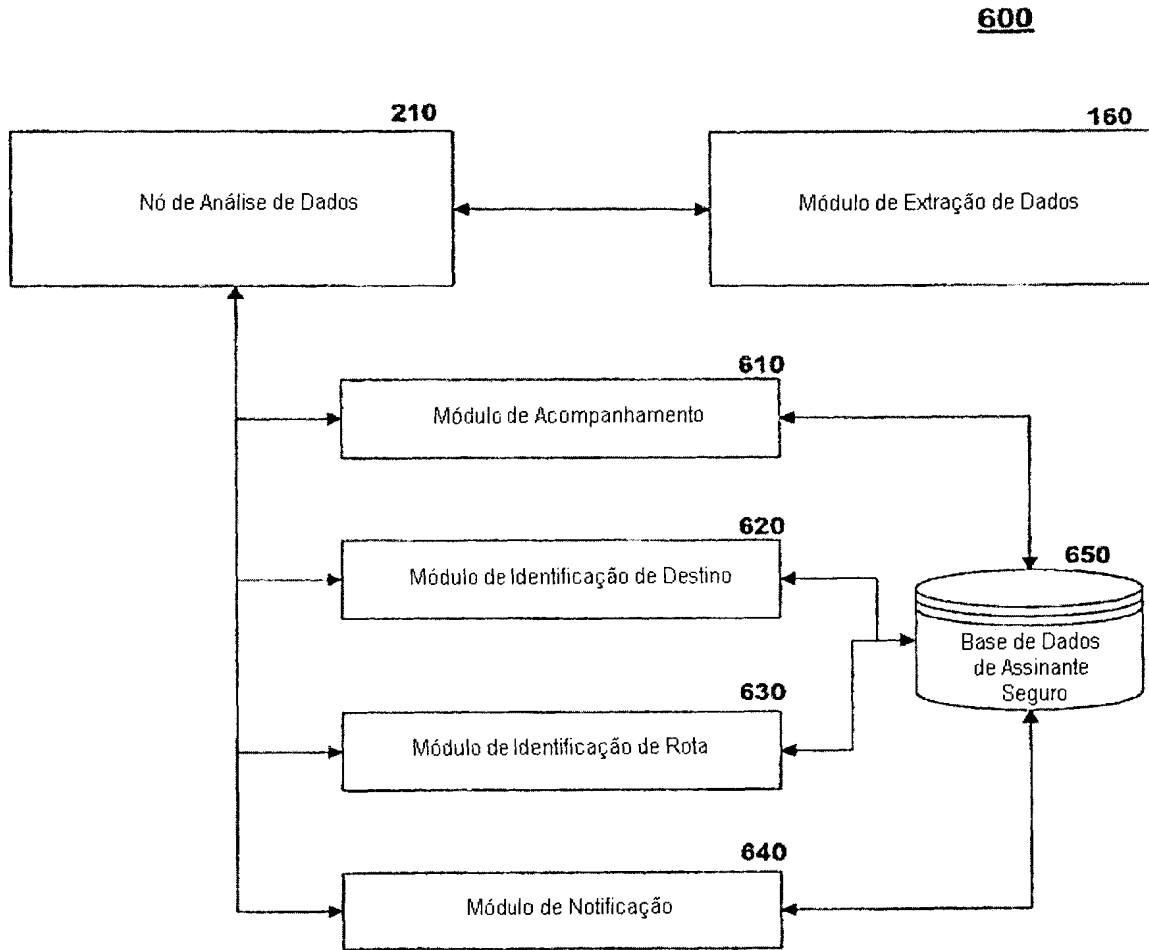 600
210
160
Nó de Análise de Dados
Módulo de Extração de Dados
610
Módulo de Acompanhamento
620
Módulo de Identificação de Destino
650
Base de Dados
de Assinante
Seguro
630
Módulo de Identificação de Rota
640
Módulo de Notificação